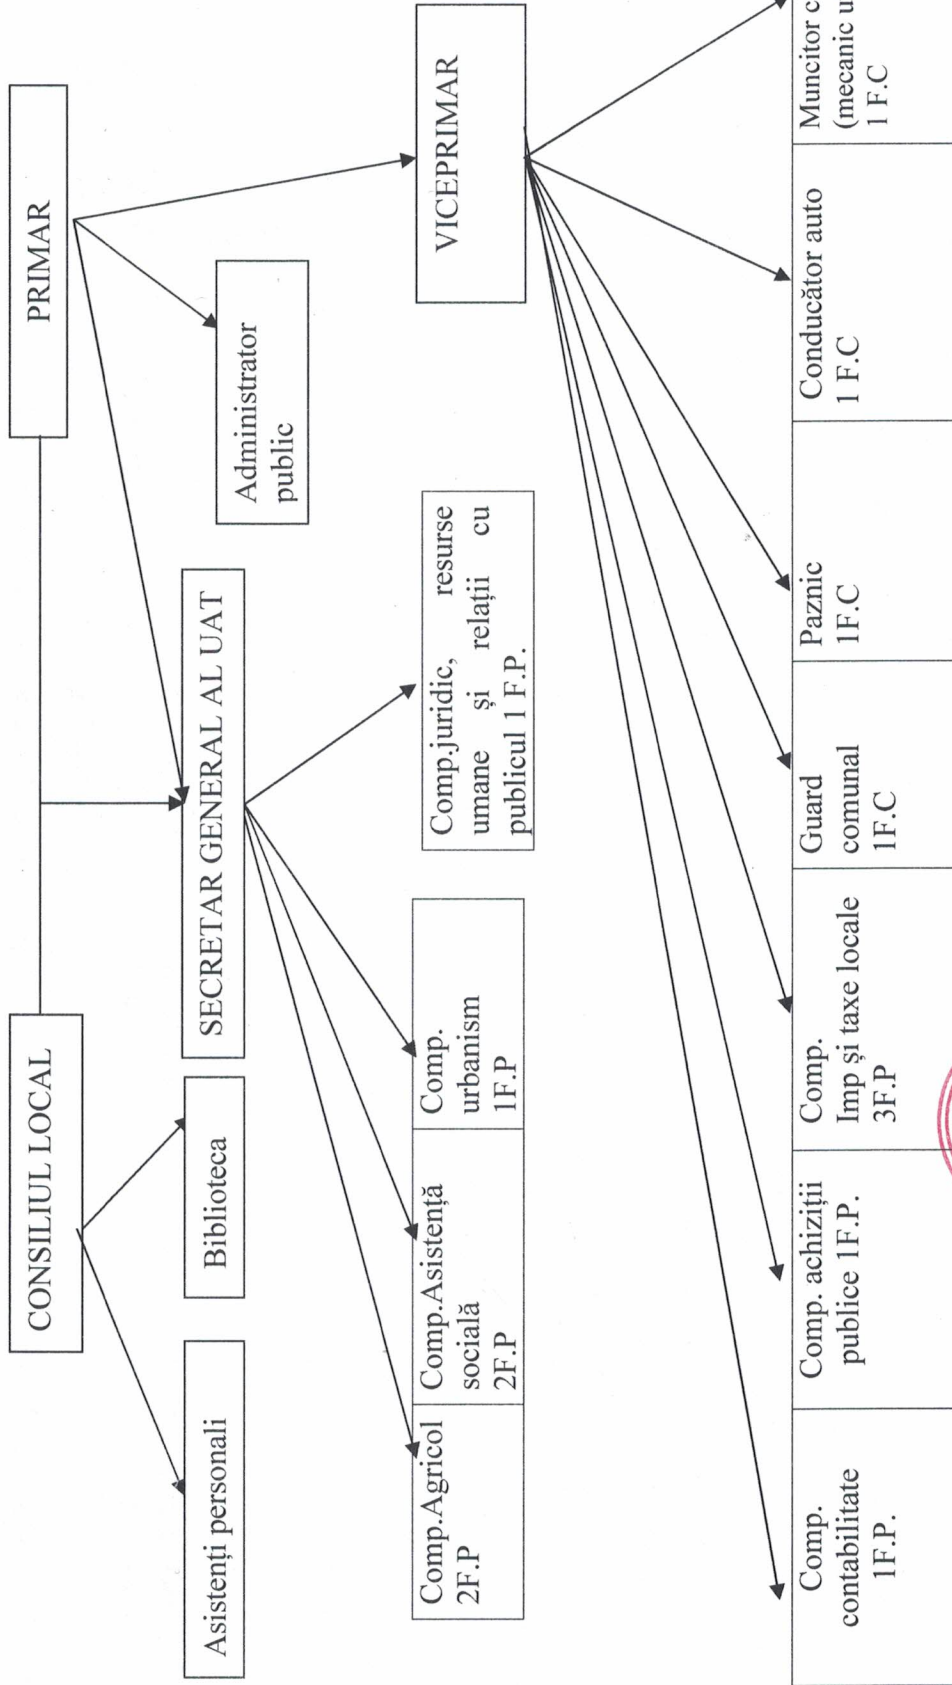 CONSILIUL LOCAL
PRIMAR
Asistenți personali
Biblioteca
SECRETAR GENERAL AL UAT
Administrator
public
Comp.Agricol
2F.P
Comp.Asistență
socială
2F.P
Comp.
urbanism
1F.P
Comp.juridic, resurse
umane și relații cu
publicul 1 F.P.
VICEPRIMAR
Comp.
contabilitate
1F.P.
Comp. achiziții
publice 1F.P.
Comp.
Imp și taxe locale
3F.P
Guard
comunal
1F.C
Paznic
1F.C
Conducător auto
1 F.C
Muncitor
(mecanic
1 F.C